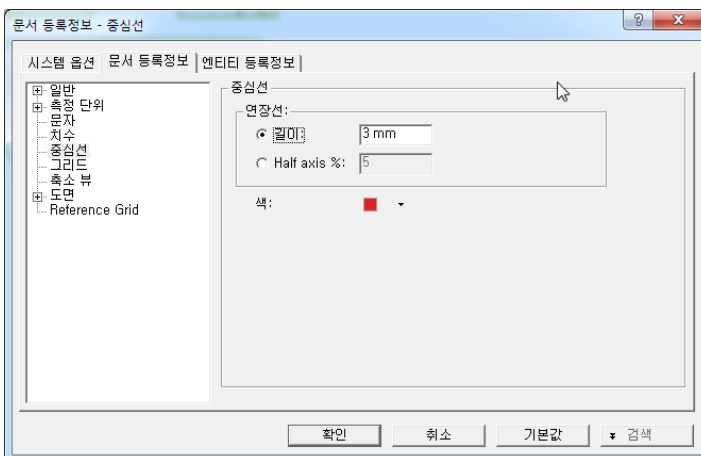 문서 등록정보 - 중심선
시스템 옵션 문서 등록정보 엔티티 등록정보
일반
측정 단위
문자
치수
중심선
그리드
축소 뷰
도면
Reference Grid
중심선
연장선:
길이: 3 mm
Half axis %: 5
색:
확인 취소 기본값 검색